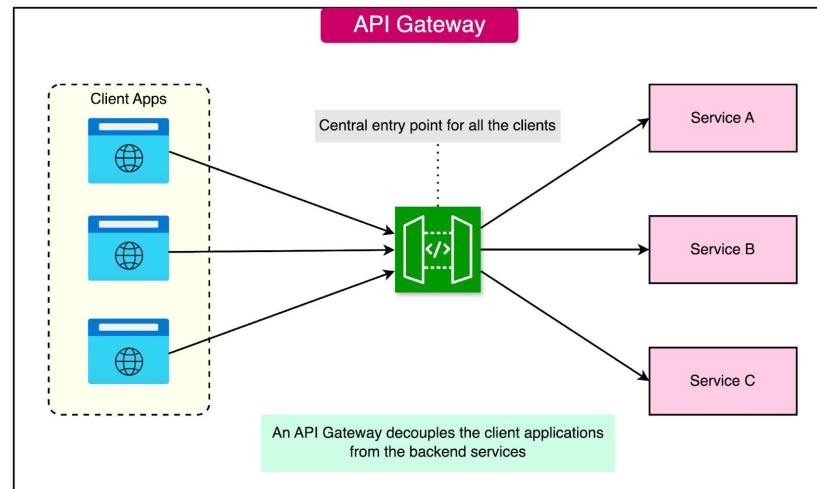 API Gateway
Client Apps
Central entry point for all the clients
</>
Service A
Service B
Service C
An API Gateway decouples the client applications
from the backend services